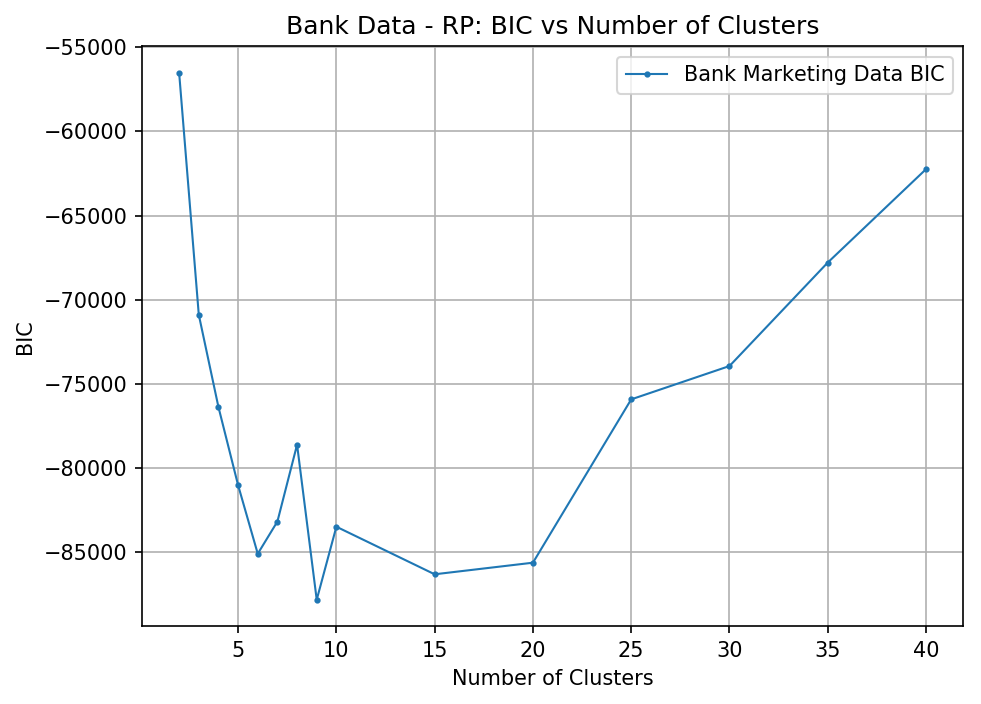 Bank Data - RP: BIC vs Number of Clusters
Bank Marketing Data BIC
BIC
−55000
−60000
−65000
−70000
−75000
−80000
−85000
5 10 15 20 25 30 35 40
Number of Clusters